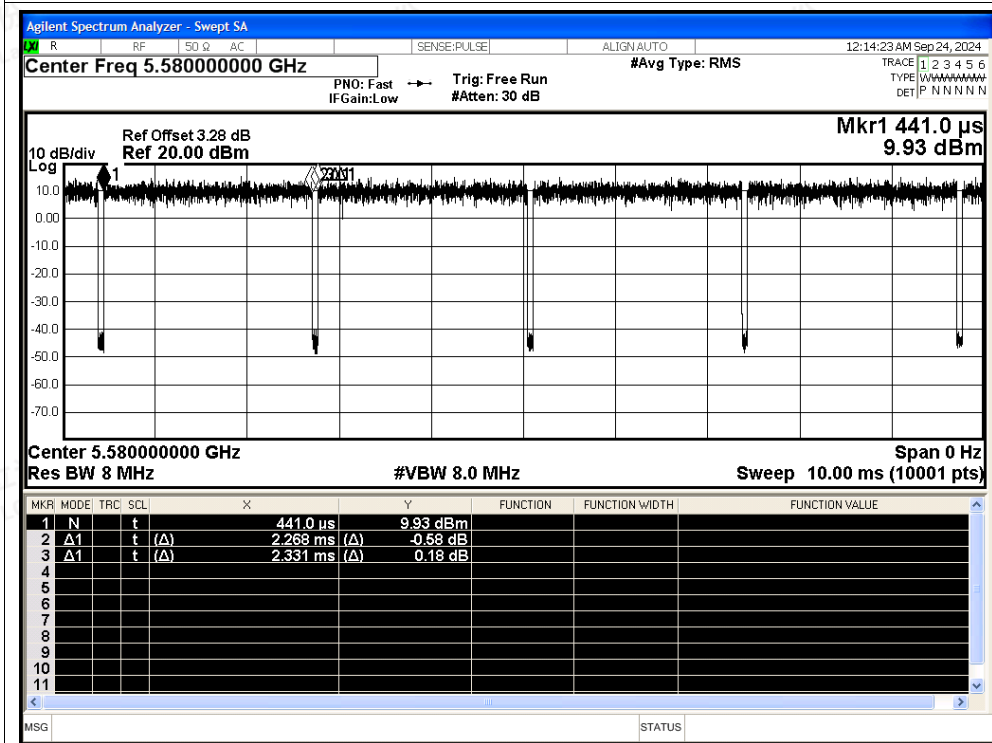 Agilent Spectrum Analyzer - Swept SA
LXI R RF 50 Ω AC SENSE:PULSE ALIGN AUTO 12:14:23 AM Sep 24, 2024
Center Freq 5.580000000 GHz #Avg Type: RMS TRACE 1 2 3 4 5 6
PNO: Fast Trig: Free Run TYPE WWWWWW
IFGain:Low #Atten: 30 dB DET P N N N N N
Mkr1 441.0 µs
Ref Offset 3.28 dB
10 dB/div Ref 20.00 dBm 9.93 dBm
Log
1
10.0
0.00
-10.0
-20.0
-30.0
-40.0
-50.0
-60.0
-70.0
Center 5.580000000 GHz Span 0 Hz
Res BW 8 MHz #VBW 8.0 MHz Sweep 10.00 ms (10001 pts)
MKR MODE TRC SCL X Y FUNCTION FUNCTION WIDTH FUNCTION VALUE
1 N t 441.0 µs 9.93 dBm
2 Δ1 t (Δ) 2.268 ms (Δ) -0.58 dB
3 Δ1 t (Δ) 2.331 ms (Δ) 0.18 dB
4
5
6
7
8
9
10
11
MSG STATUS